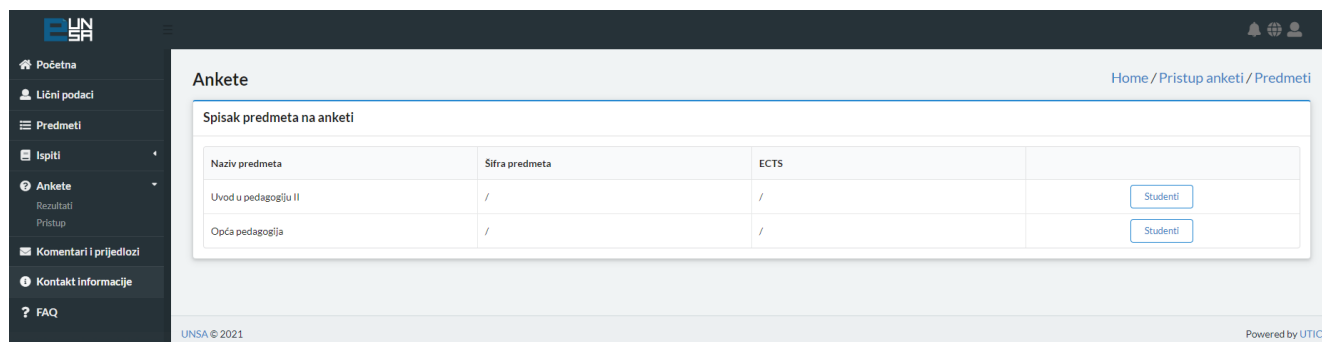 eUNSA
Početna
Lični podaci
Predmeti
Ispiti
Ankete
Rezultati
Pristup
Komentari i prijedlozi
Kontakt informacije
FAQ
Ankete
Home / Pristup anketi / Predmeti
Spisak predmeta na anketi
Naziv predmeta Šifra predmeta ECTS
Uvod u pedagogiju II / / Studenti
Opća pedagogija / / Studenti
UNSA © 2021 Powered by UTIC